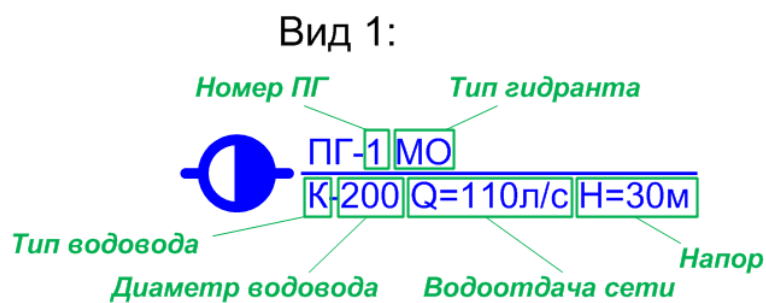 Вид 1:
Номер ПГ Тип гидранта
ПГ-1 МО
К-200 Q=110л/с Н=30м
Тип водовода Напор
Диаметр водовода Водоотдача сети